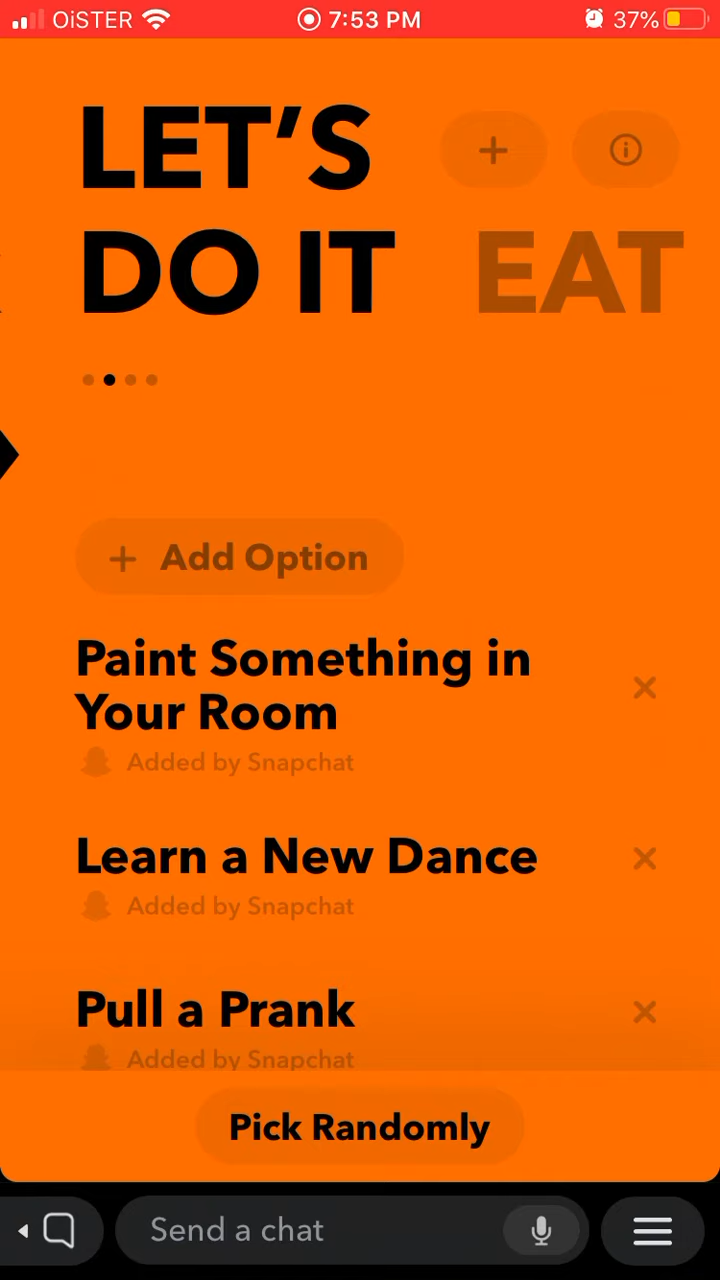 OiSTER
7:53 PM
37%
LET'S
DO IT EAT
+ Add Option
Paint Something in
Your Room
Added by Snapchat
Learn a New Dance
Added by Snapchat
Pull a Prank
Added by Snapchat
Pick Randomly
Send a chat